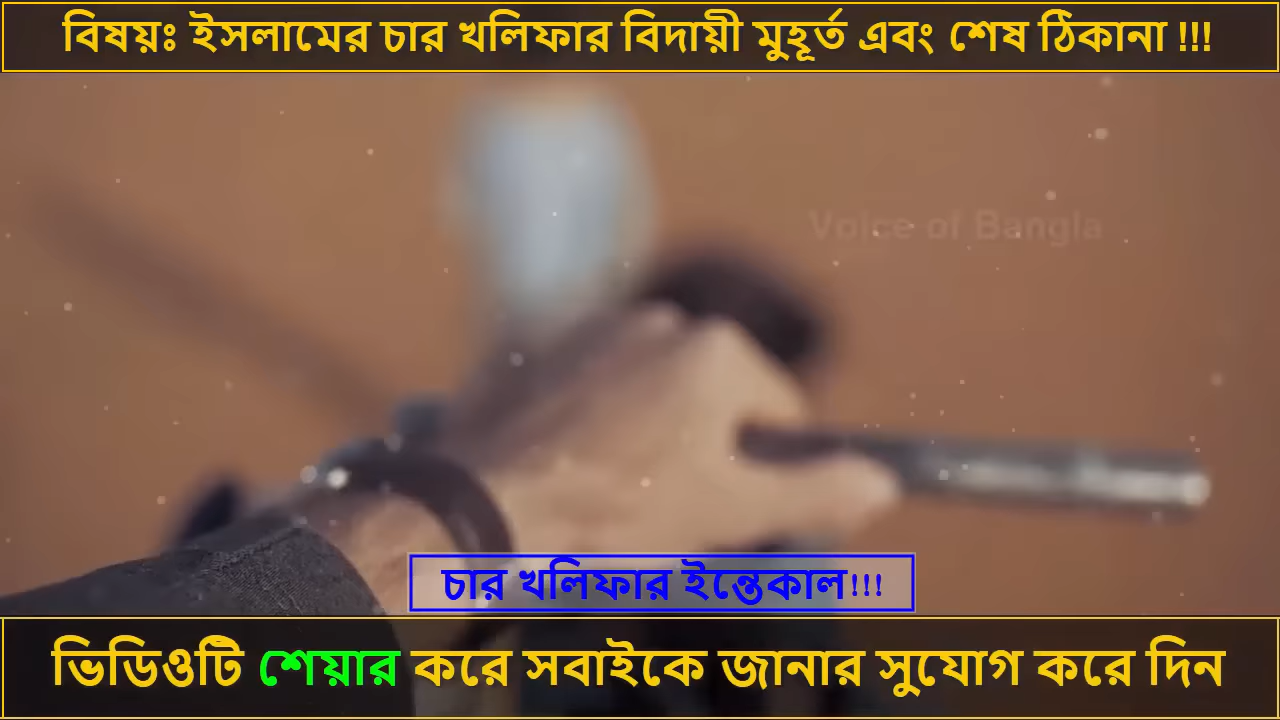 বিষয়ঃ ইসলামের চার খলিফার বিদায়ী মুহূর্ত এবং শেষ ঠিকানা !!!
Voice of Bangla
চার খলিফার ইন্তেকাল!!!
ভিডিওটি শেয়ার করে সবাইকে জানার সুযোগ করে দিন